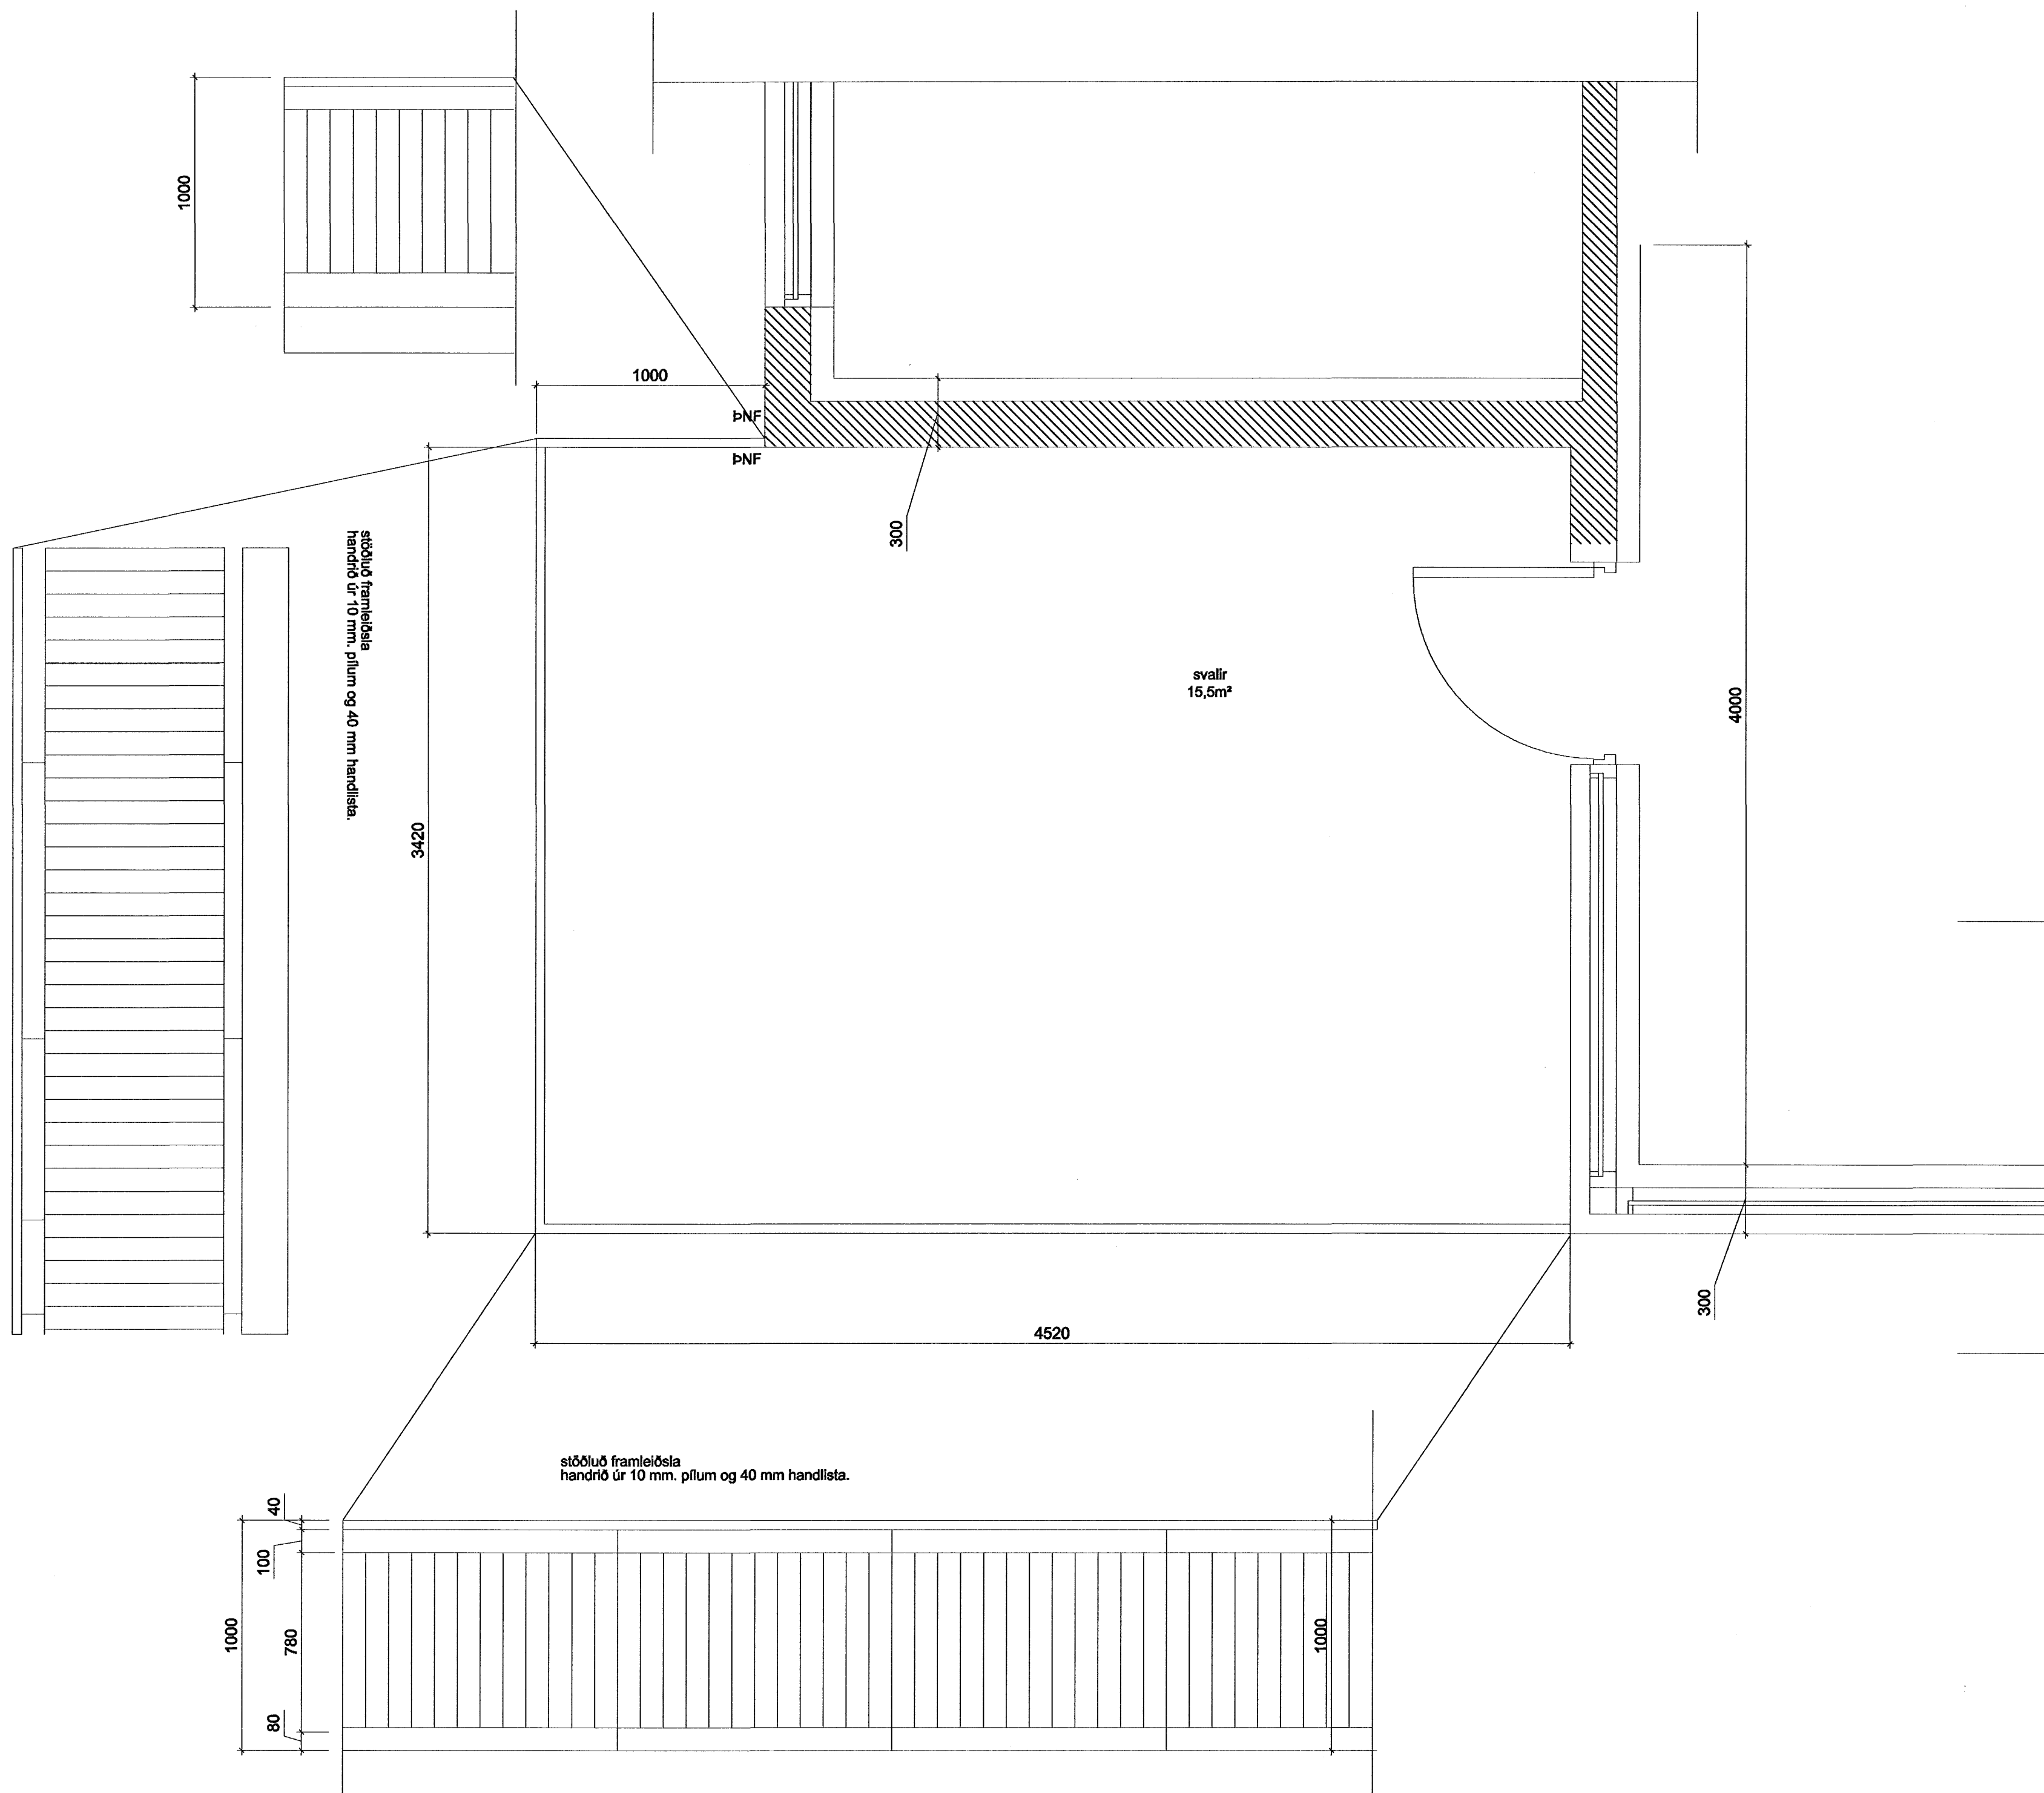 1000
1000
ÞNF
ÞNF
300
stöðluð framleiðsla
handrið úr 10 mm. pílum og 40 mm handlista.
svalir
15,5m²
4000
3420
300
4520
stöðluð framleiðsla
handrið úr 10 mm. pílum og 40 mm handlista.
40
100
1000
780
1000
80